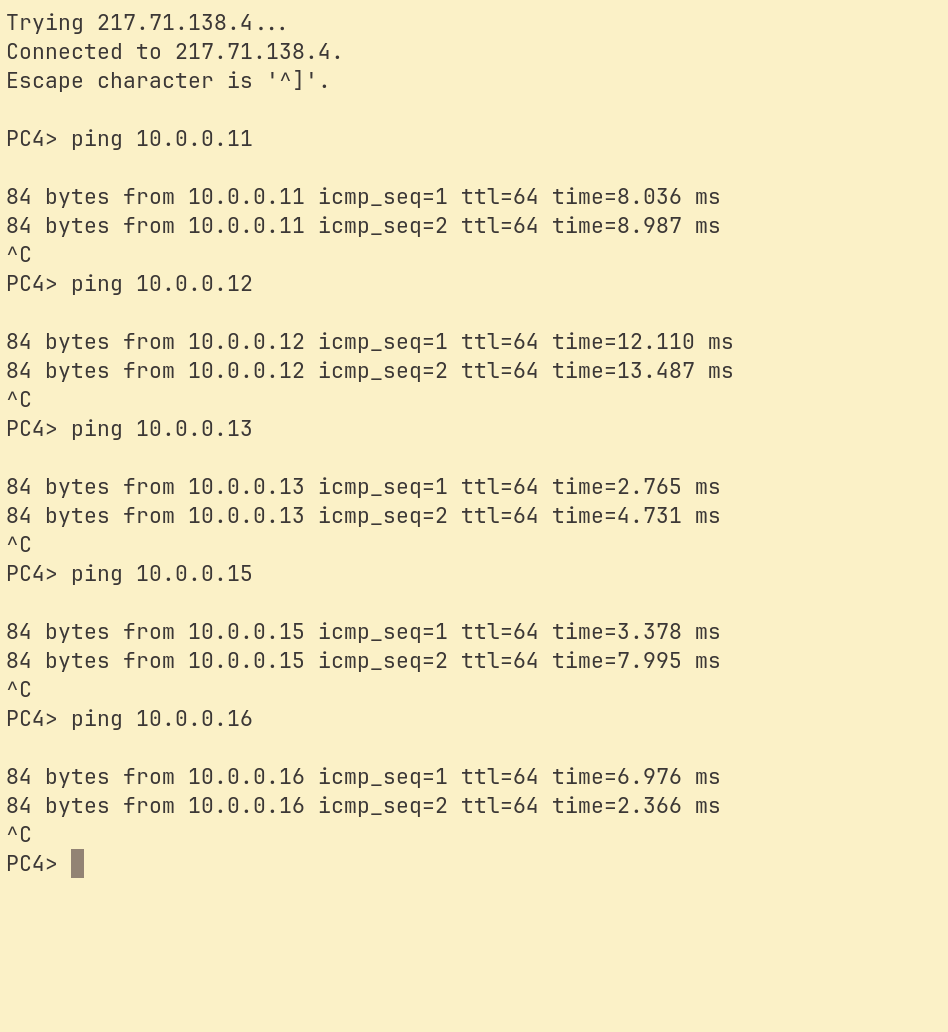 Trying 217.71.138.4...
Connected to 217.71.138.4.
Escape character is '^]'.
PC4> ping 10.0.0.11
84 bytes from 10.0.0.11 icmp_seq=1 ttl=64 time=8.036 ms
84 bytes from 10.0.0.11 icmp_seq=2 ttl=64 time=8.987 ms
^C
PC4> ping 10.0.0.12
84 bytes from 10.0.0.12 icmp_seq=1 ttl=64 time=12.110 ms
84 bytes from 10.0.0.12 icmp_seq=2 ttl=64 time=13.487 ms
^C
PC4> ping 10.0.0.13
84 bytes from 10.0.0.13 icmp_seq=1 ttl=64 time=2.765 ms
84 bytes from 10.0.0.13 icmp_seq=2 ttl=64 time=4.731 ms
^C
PC4> ping 10.0.0.15
84 bytes from 10.0.0.15 icmp_seq=1 ttl=64 time=3.378 ms
84 bytes from 10.0.0.15 icmp_seq=2 ttl=64 time=7.995 ms
^C
PC4> ping 10.0.0.16
84 bytes from 10.0.0.16 icmp_seq=1 ttl=64 time=6.976 ms
84 bytes from 10.0.0.16 icmp_seq=2 ttl=64 time=2.366 ms
^C
PC4>